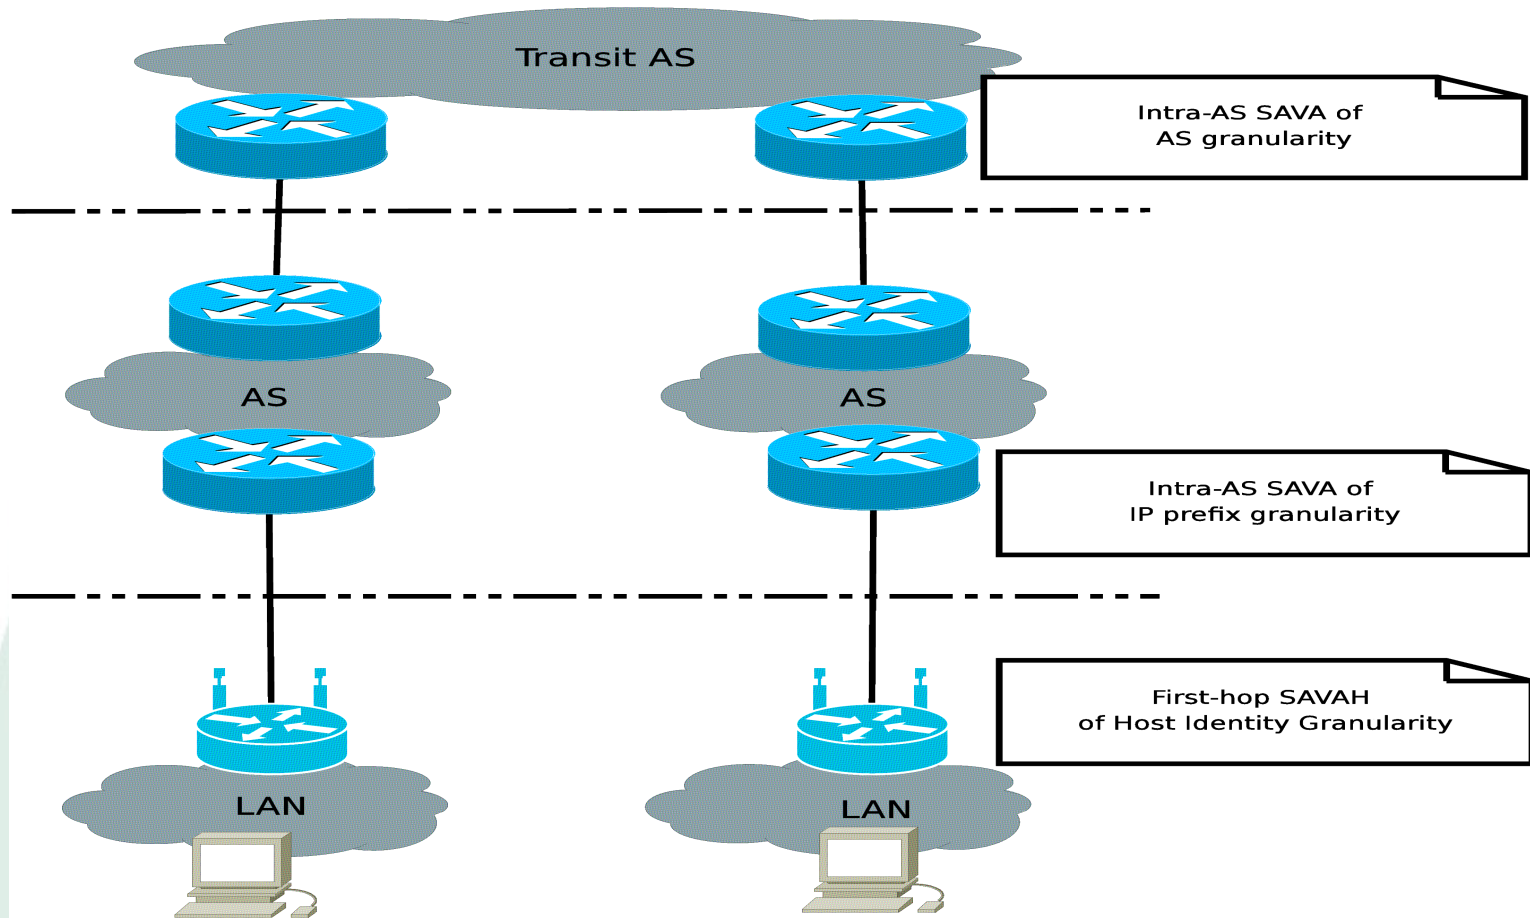 Transit AS
Intra-AS SAVA of
AS granularity
AS
AS
Intra-AS SAVA of
IP prefix granularity
First-hop SAVAH
of Host Identity Granularity
LAN
LAN